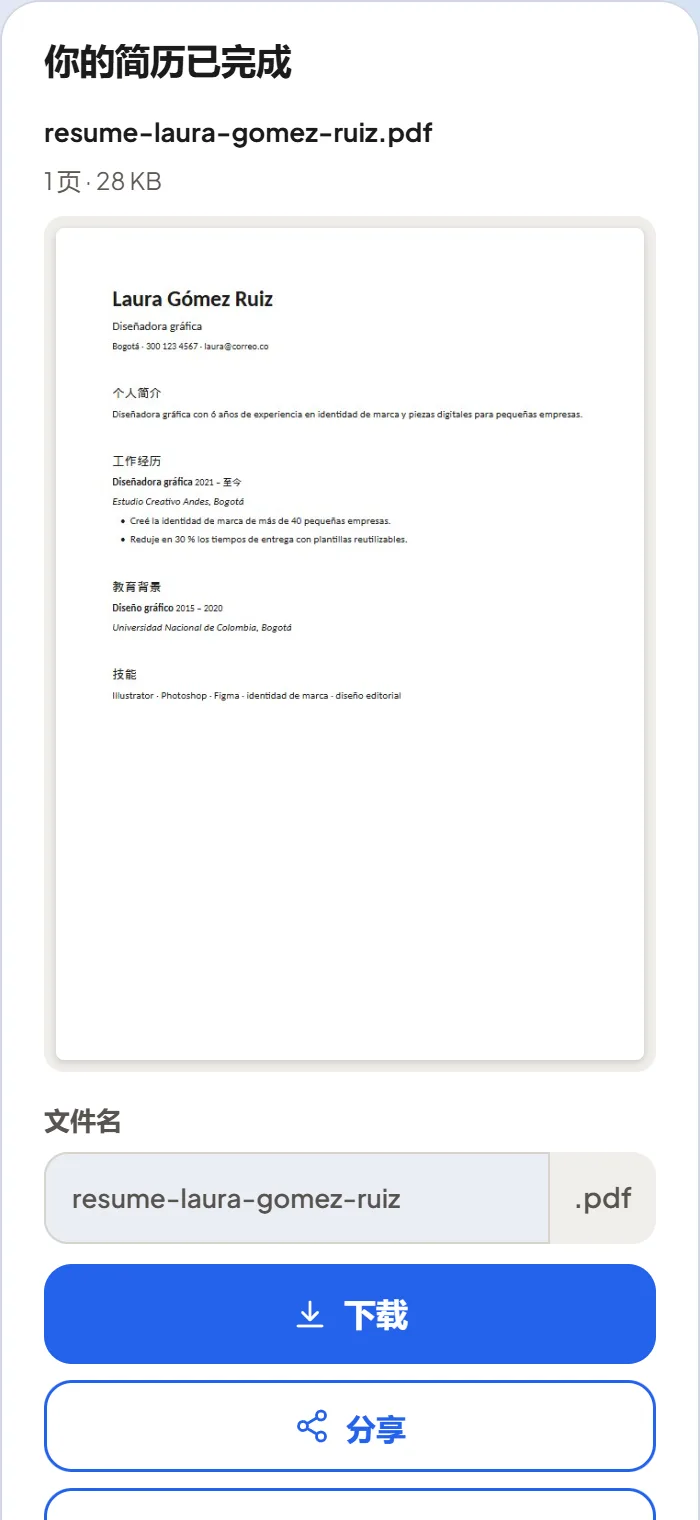 你的简历已完成
resume-laura-gomez-ruiz.pdf
1 页 · 28 KB
Laura Gómez Ruiz
Diseñadora gráfica
Bogotá · 300 123 4567 · laura@correo.co
个人简介
Diseñadora gráfica con 6 años de experiencia en identidad de marca y piezas digitales para pequeñas empresas.
工作经历
Diseñadora gráfica 2021 – 至今
Estudio Creativo Andes, Bogotá
• Creé la identidad de marca de más de 40 pequeñas empresas.
• Reduje en 30 % los tiempos de entrega con plantillas reutilizables.
教育背景
Diseño gráfico 2015 – 2020
Universidad Nacional de Colombia, Bogotá
技能
Illustrator · Photoshop · Figma · identidad de marca · diseño editorial
文件名
resume-laura-gomez-ruiz .pdf
下载
分享